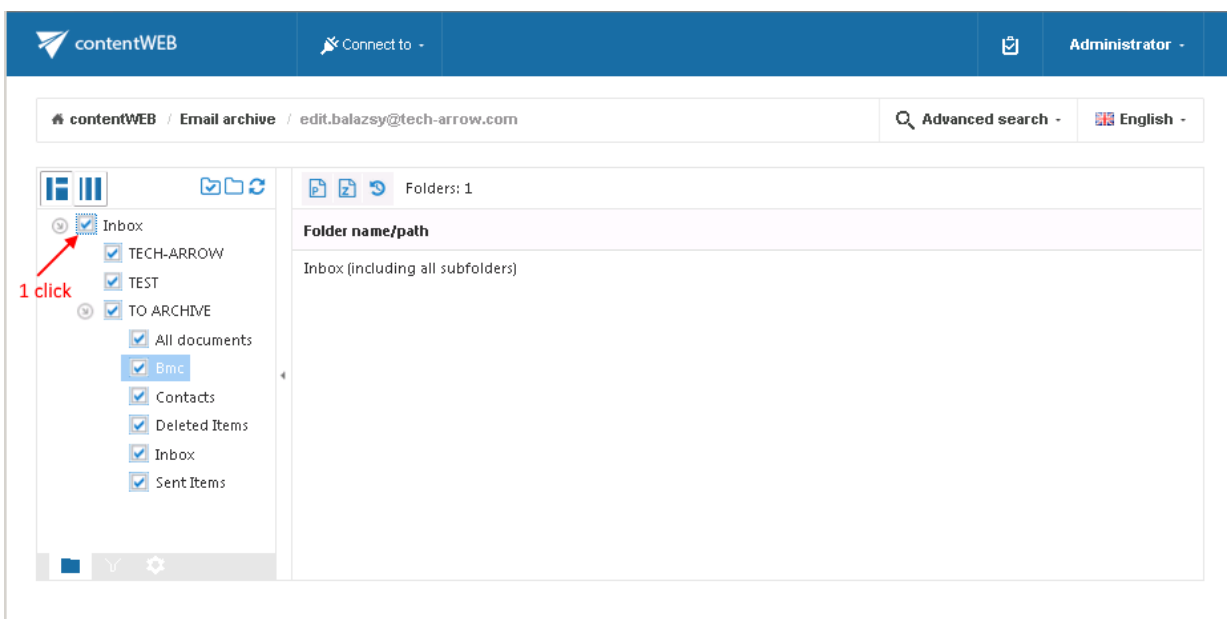 contentWEB
Connect to
Administrator
contentWEB / Email archive / edit.balazsy@tech-arrow.com
Advanced search
English
Folders: 1
Inbox
Folder name/path
TECH-ARROW
Inbox (including all subfolders)
TEST
1 click
TO ARCHIVE
All documents
Bmc
Contacts
Deleted Items
Inbox
Sent Items